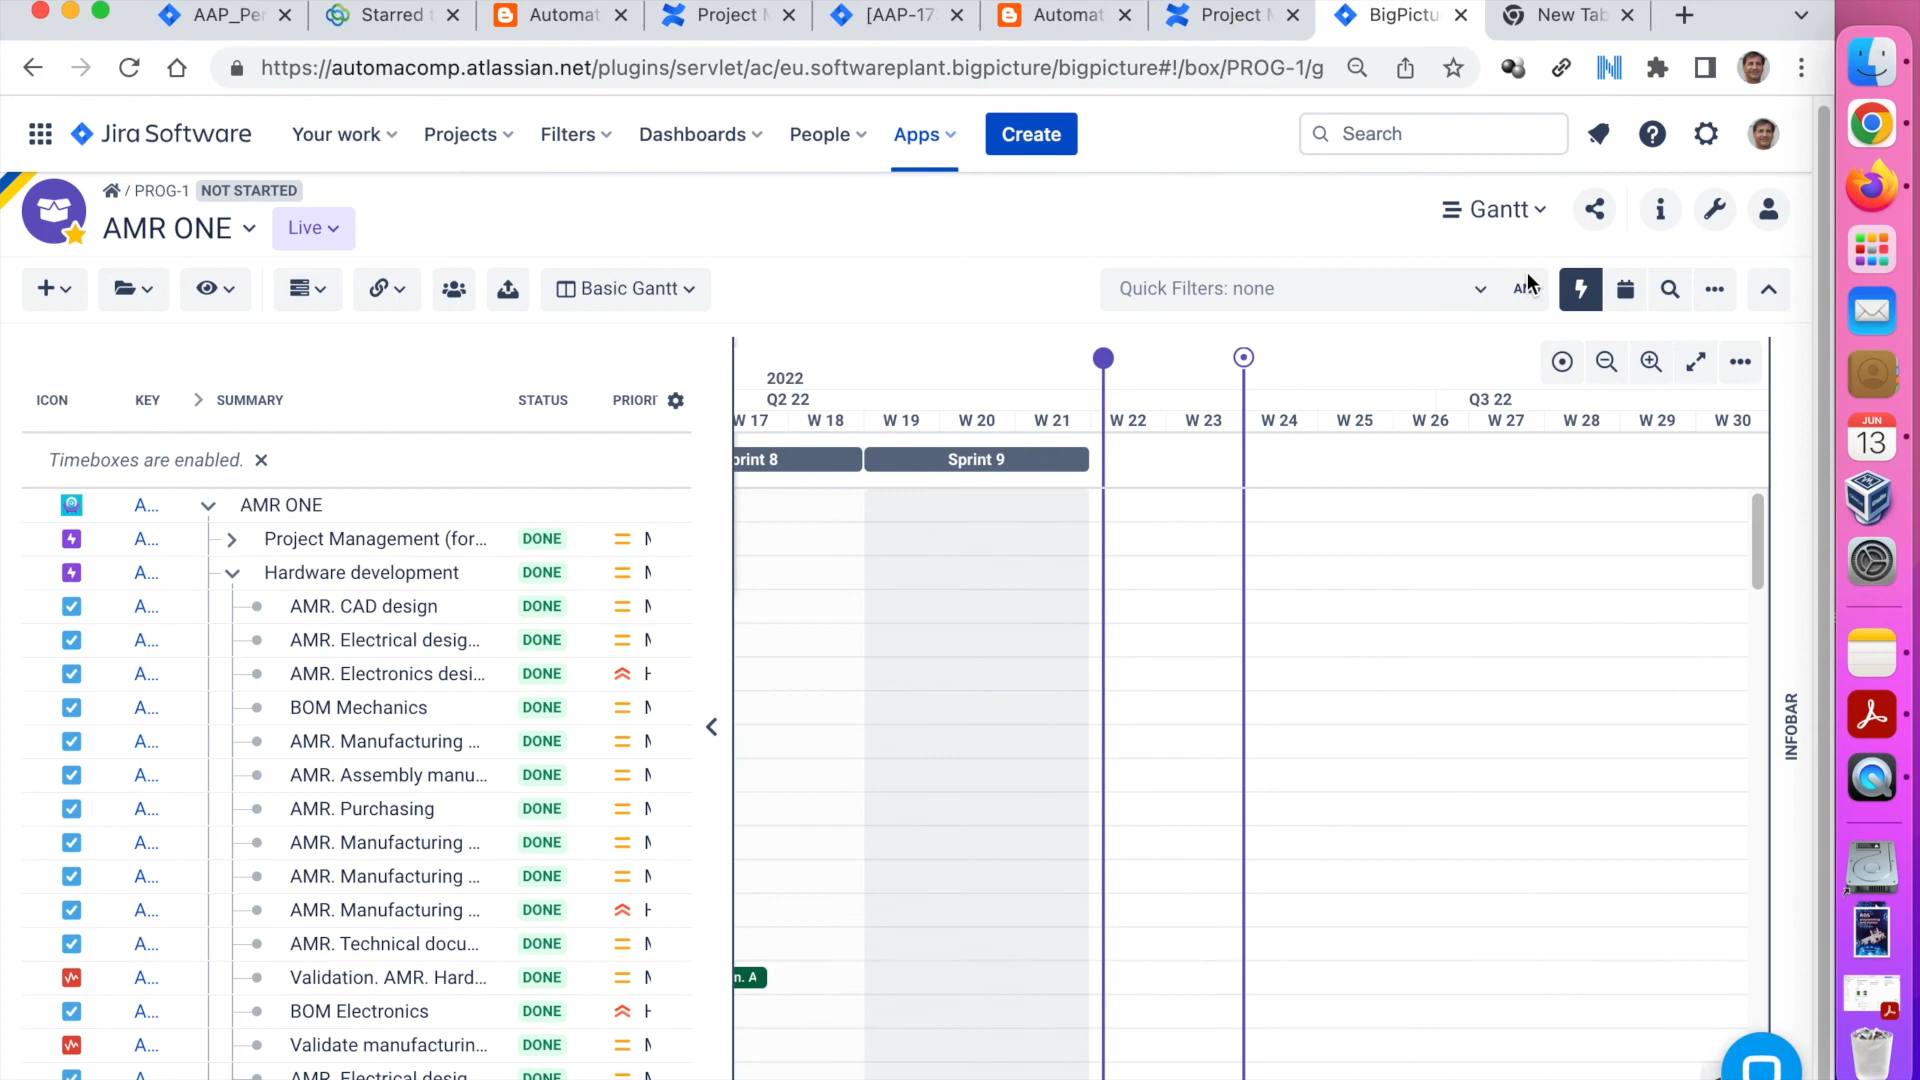 AAP_Pe
Starred
Automat
Project
[AAP-17
Automat
Project
BigPictu
New Tab
https://automacomp.atlassian.net/plugins/servlet/ac/eu.softwareplant.bigpicture/bigpicture#!/box/PROG-1/g
Jira Software
Your work
Projects
Filters
Dashboards
People
Apps
Create
Search
/ PROG-1 NOT STARTED
AMR ONE
Live
Gantt
Basic Gantt
Quick Filters: none
ICON KEY SUMMARY STATUS PRIORI
2022
Q2 22 Q3 22
W 17 W 18 W 19 W 20 W 21 W 22 W 23 W 24 W 25 W 26 W 27 W 28 W 29 W 30
Timeboxes are enabled.
print 8 Sprint 9
A... AMR ONE
A... Project Management (for... DONE
A... Hardware development DONE
A... AMR. CAD design DONE
A... AMR. Electrical desig... DONE
A... AMR. Electronics desi... DONE
A... BOM Mechanics DONE
A... AMR. Manufacturing ... DONE
A... AMR. Assembly manu... DONE
A... AMR. Purchasing DONE
A... AMR. Manufacturing ... DONE
A... AMR. Manufacturing ... DONE
A... AMR. Manufacturing ... DONE
A... AMR. Technical docu... DONE
A... Validation. AMR. Hard... DONE n. A
A... BOM Electronics DONE
A... Validate manufacturin... DONE
A... AMR. Electrical desig... DONE
INFOBAR
JUN
13